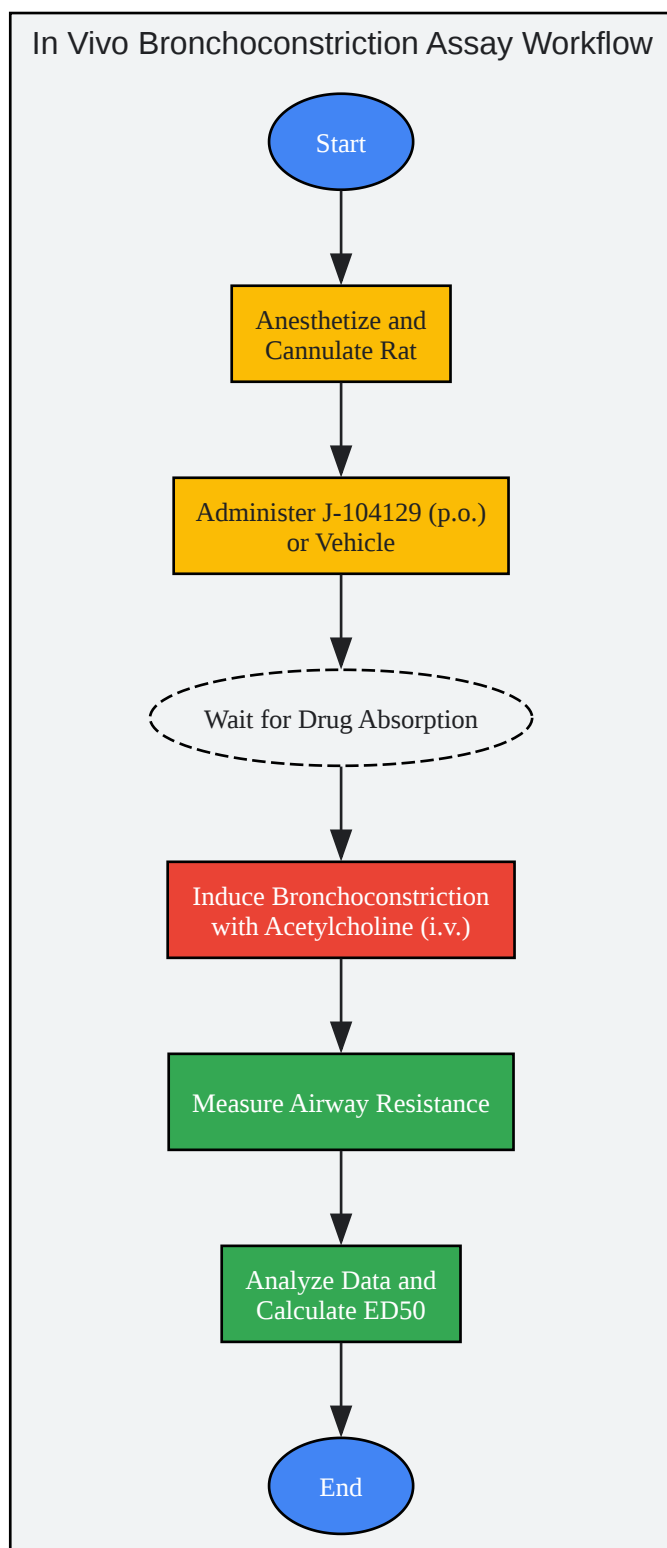 In Vivo Bronchoconstriction Assay Workflow
Start
Anesthetize and
Cannulate Rat
Administer J-104129 (p.o.)
or Vehicle
Wait for Drug Absorption
Induce Bronchoconstriction
with Acetylcholine (i.v.)
Measure Airway Resistance
Analyze Data and
Calculate ED50
End